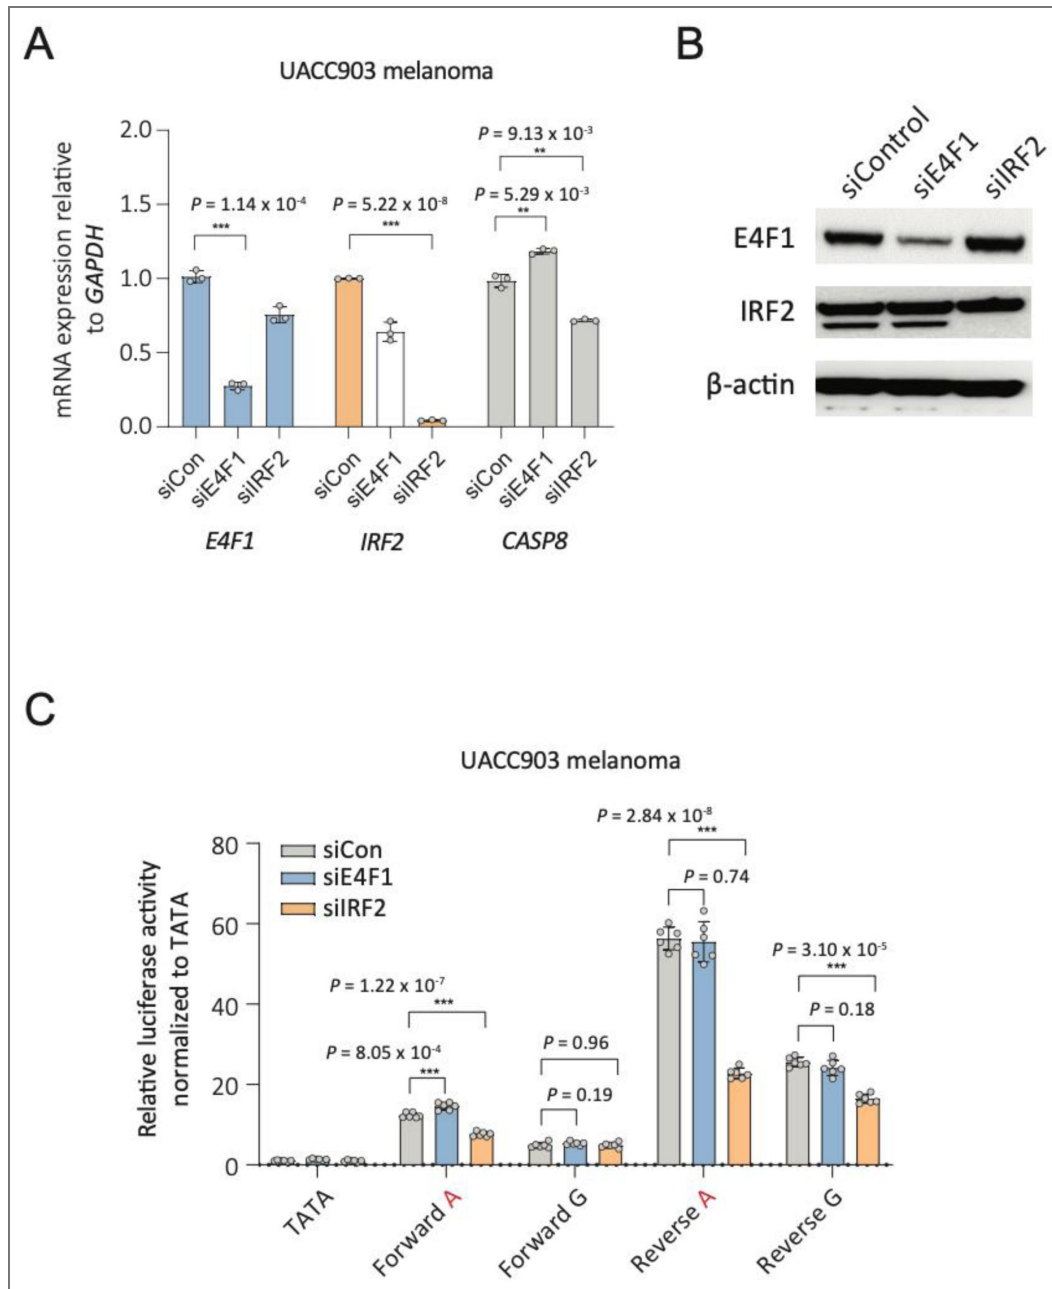 A
UACC903 melanoma
mRNA expression relative
to GAPDH
2.0
1.5
1.0
0.5
0.0
P = 1.14 x 10-4
***
P = 5.22 x 10-8
***
P = 9.13 x 10-3
**
P = 5.29 x 10-3
**
siCon
siE4F1
siIRF2
siCon
siE4F1
siIRF2
siCon
siE4F1
siIRF2
E4F1
IRF2
CASP8
B
siControl
siE4F1
siIRF2
E4F1
IRF2
β-actin
C
UACC903 melanoma
Relative luciferase activity
normalized to TATA
80
60
40
20
0
siCon
siE4F1
siIRF2
P = 1.22 x 10-7
***
P = 8.05 x 10-4
***
P = 0.96
P = 0.19
P = 2.84 x 10-8
***
P = 0.74
P = 3.10 x 10-5
***
P = 0.18
TATA
Forward A
Forward G
Reverse A
Reverse G